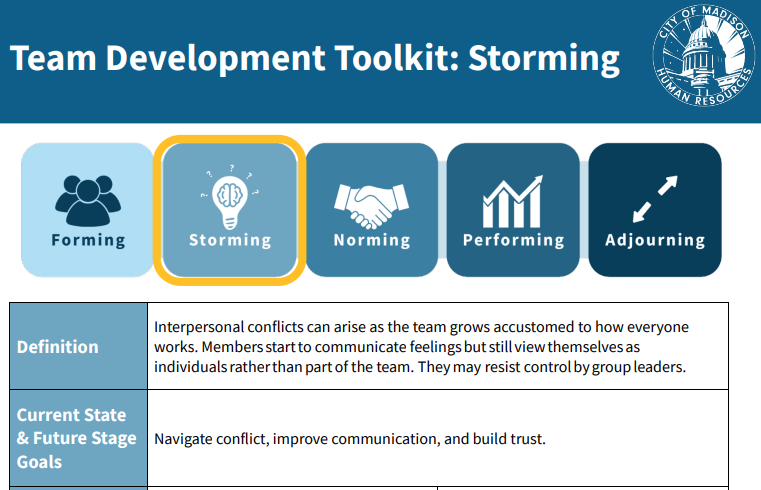 Team Development Toolkit: Storming
CITY OF MADISON
HUMAN RESOURCES
? ? ? ? ?
Forming
Storming
Norming
Performing
Adjourning
Definition
Interpersonal conflicts can arise as the team grows accustomed to how everyone
works. Members start to communicate feelings but still view themselves as
individuals rather than part of the team. They may resist control by group leaders.
Current State
& Future Stage
Goals
Navigate conflict, improve communication, and build trust.